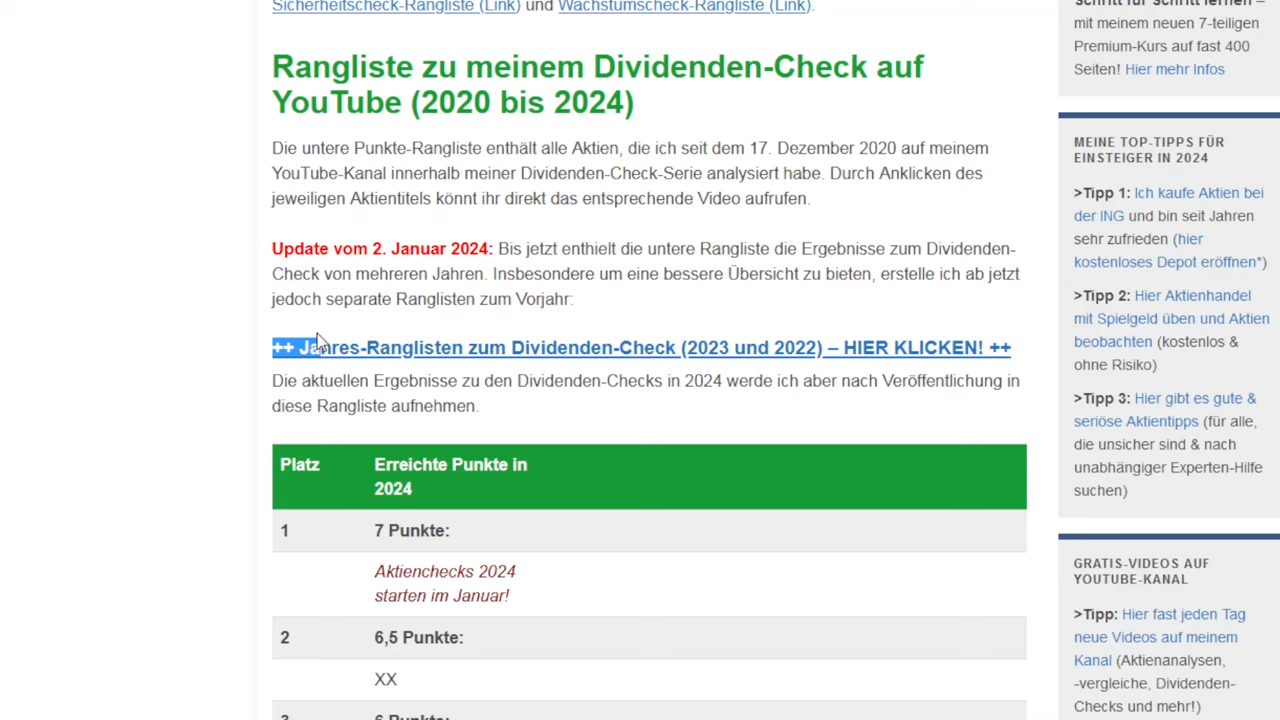 Sicherheitscheck-Rangliste (Link) und Wachstumscheck-Rangliste (Link).
Rangliste zu meinem Dividenden-Check auf
YouTube (2020 bis 2024)
Die untere Punkte-Rangliste enthält alle Aktien, die ich seit dem 17. Dezember 2020 auf meinem
YouTube-Kanal innerhalb meiner Dividenden-Check-Serie analysiert habe. Durch Anklicken des
jeweiligen Aktientitels könnt ihr direkt das entsprechende Video aufrufen.
Update vom 2. Januar 2024: Bis jetzt enthielt die untere Rangliste die Ergebnisse zum Dividenden-
Check von mehreren Jahren. Insbesondere um eine bessere Übersicht zu bieten, erstelle ich ab jetzt
jedoch separate Ranglisten zum Vorjahr:
++ Jahres-Ranglisten zum Dividenden-Check (2023 und 2022) – HIER KLICKEN! ++
Die aktuellen Ergebnisse zu den Dividenden-Checks in 2024 werde ich aber nach Veröffentlichung in
diese Rangliste aufnehmen.
Platz
Erreichte Punkte in
2024
1
7 Punkte:
Aktienchecks 2024
starten im Januar!
2
6,5 Punkte:
XX
3
6 Punkte:
Schritt für Schritt lernen –
mit meinem neuen 7-teiligen
Premium-Kurs auf fast 400
Seiten! Hier mehr Infos
MEINE TOP-TIPPS FÜR
EINSTEIGER IN 2024
>Tipp 1: Ich kaufe Aktien bei
der ING und bin seit Jahren
sehr zufrieden (hier
kostenloses Depot eröffnen*)
>Tipp 2: Hier Aktienhandel
mit Spielgeld üben und Aktien
beobachten (kostenlos &
ohne Risiko)
>Tipp 3: Hier gibt es gute &
seriöse Aktientipps (für alle,
die unsicher sind & nach
unabhängiger Experten-Hilfe
suchen)
GRATIS-VIDEOS AUF
YOUTUBE-KANAL
>Tipp: Hier fast jeden Tag
neue Videos auf meinem
Kanal (Aktienanalysen,
-vergleiche, Dividenden-
Checks und mehr!)